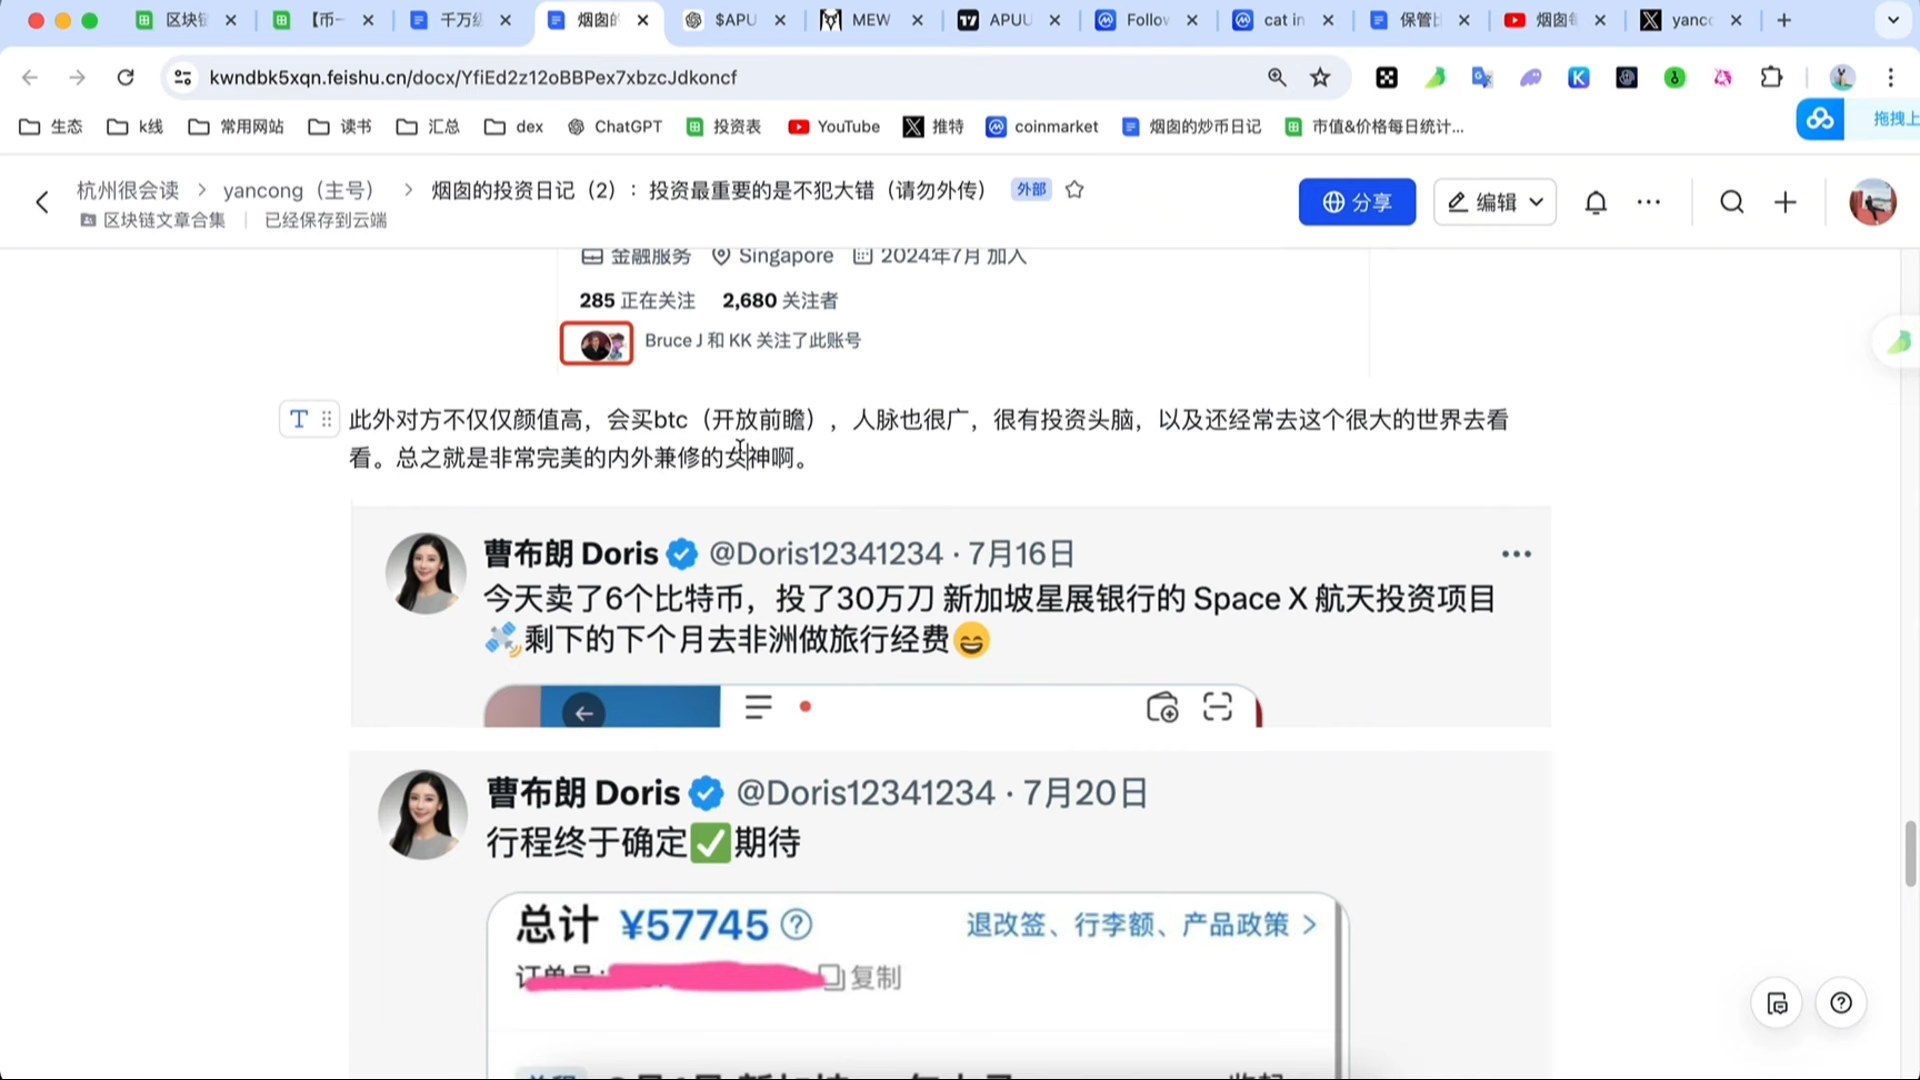 区块链
【币一
千万级
烟囱的
$APU
MEW
APUU
Follow
cat in
保管比
烟囱每
yanco
kwndbk5xqn.feishu.cn/docx/YfiEd2z12oBBPex7xbzcJdkoncf
生态
k线
常用网站
读书
汇总
dex
ChatGPT
投资表
YouTube
推特
coinmarket
烟囱的炒币日记
市值&价格每日统计...
拖拽上
杭州很会读 > yancong（主号） > 烟囱的投资日记（2）：投资最重要的是不犯大错（请勿外传） 外部
区块链文章合集 | 已经保存到云端
分享
编辑
金融服务 Singapore 2024年7月 加入
285 正在关注 2,680 关注者
Bruce J 和 KK 关注了此账号
此外对方不仅仅颜值高，会买btc（开放前瞻），人脉也很广，很有投资头脑，以及还经常去这个很大的世界去看
看。总之就是非常完美的内外兼修的女神啊。
曹布朗 Doris @Doris12341234 · 7月16日
今天卖了6个比特币，投了30万刀 新加坡星展银行的 Space X 航天投资项目
🛰️剩下的下个月去非洲做旅行经费😄
曹布朗 Doris @Doris12341234 · 7月20日
行程终于确定✅期待
总计 ¥57745 退改签、行李额、产品政策 >
订单号: 复制